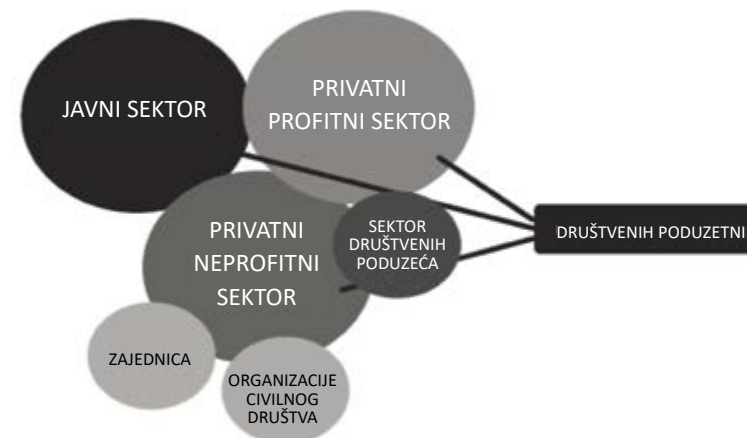 JAVNI SEKTOR
PRIVATNI
PROFITNI SEKTOR
PRIVATNI
NEPROFITNI
SEKTOR
SEKTOR
DRUŠTVENIH
PODUZEĆA
DRUŠTVENIH PODUZETNI
ZAJEDNICA
ORGANIZACIJE
CIVILNOG
DRUŠTVA